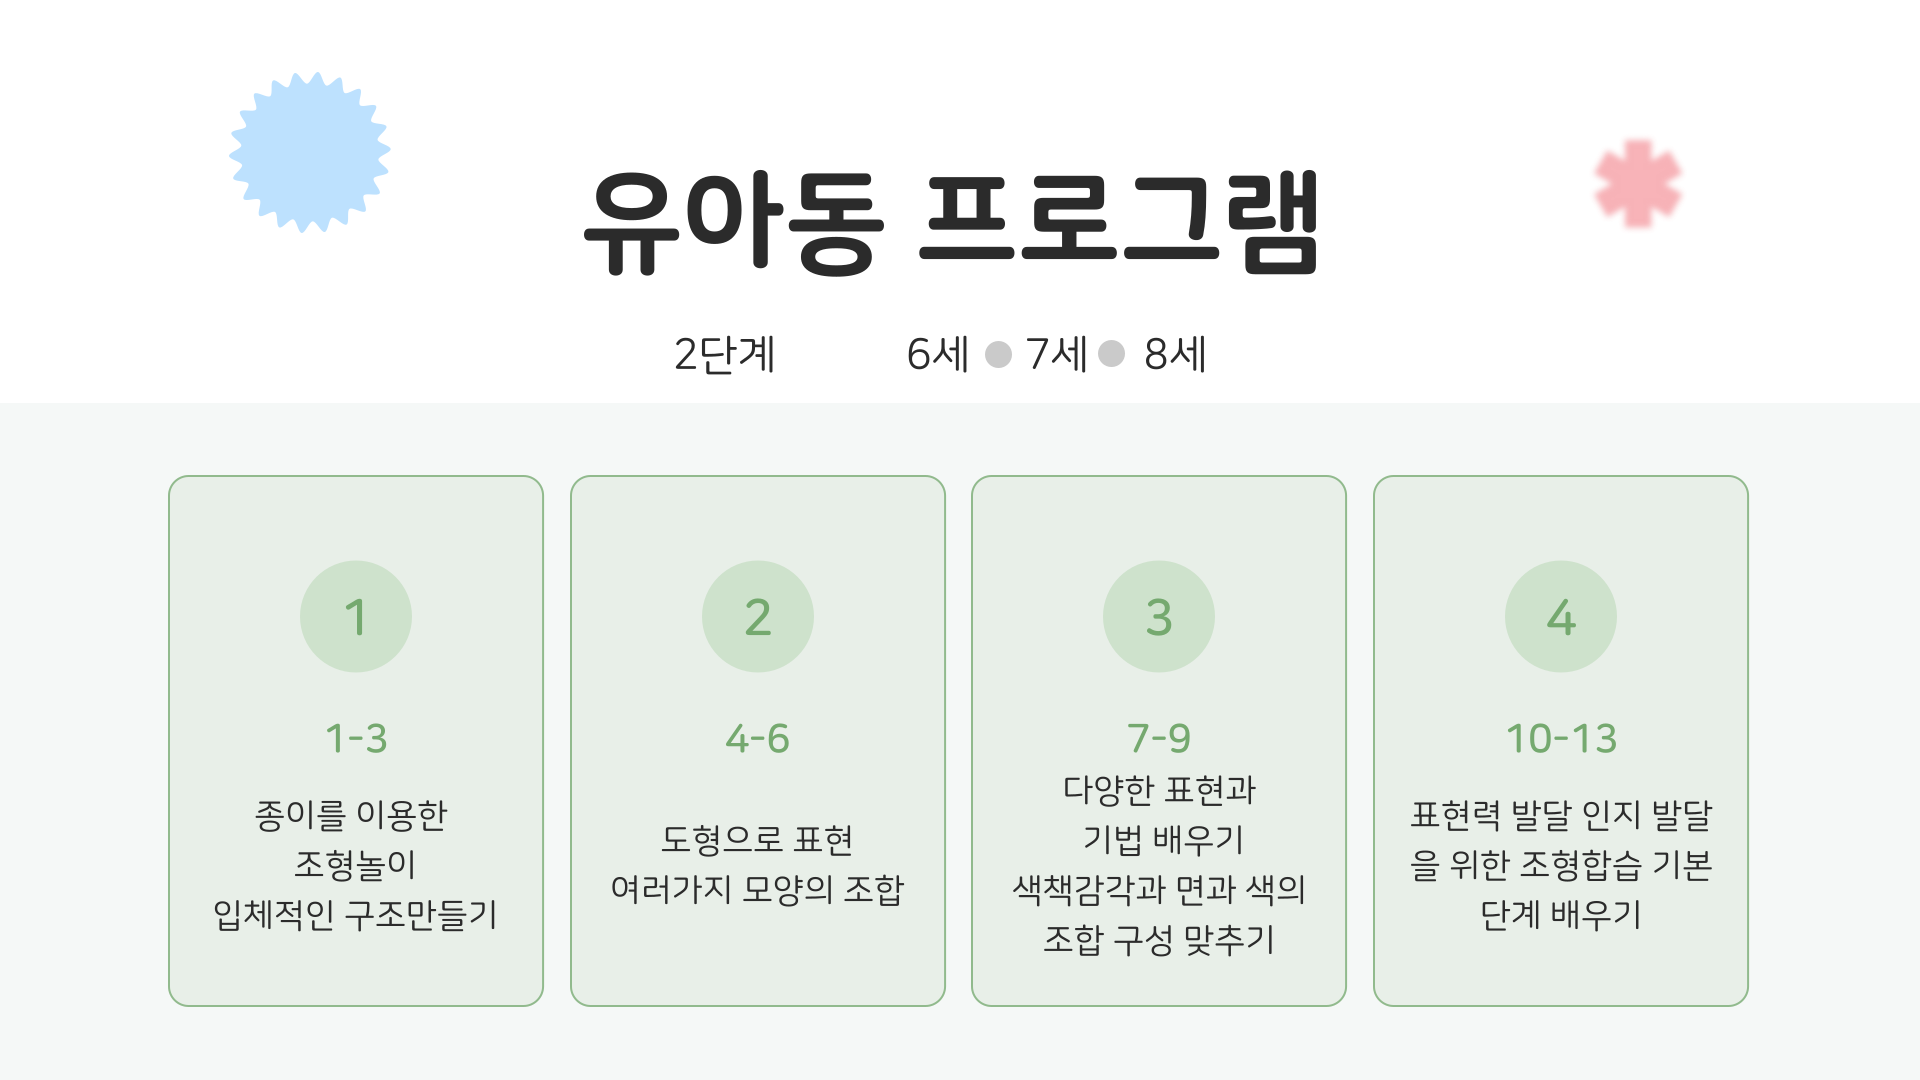 유아동 프로그램
2단계 6세 7세 8세
1
1-3
종이를 이용한
조형놀이
입체적인 구조만들기
2
4-6
도형으로 표현
여러가지 모양의 조합
3
7-9
다양한 표현과
기법 배우기
색책감각과 면과 색의
조합 구성 맞추기
4
10-13
표현력 발달 인지 발달
을 위한 조형합습 기본
단계 배우기